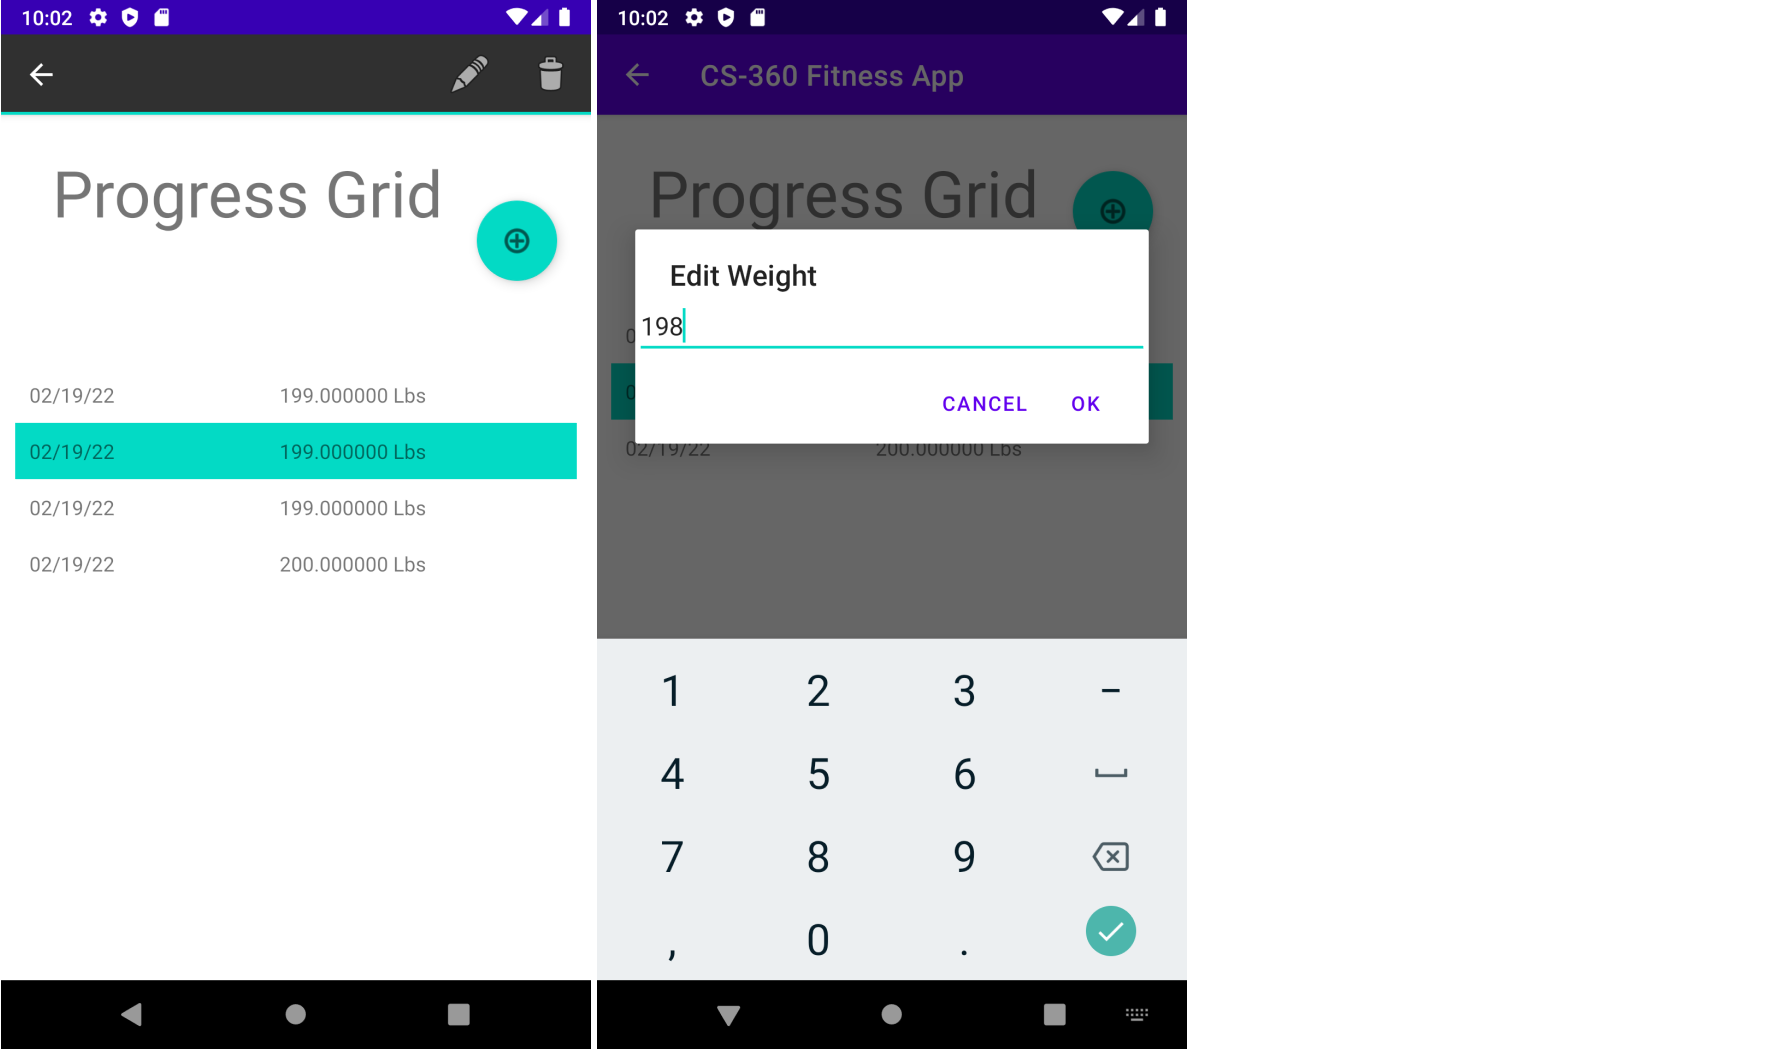 10:02
Progress Grid
02/19/22 199.000000 Lbs
02/19/22 199.000000 Lbs
02/19/22 199.000000 Lbs
02/19/22 200.000000 Lbs
10:02
CS-360 Fitness App
Progress Grid
Edit Weight
198
CANCEL OK
02/19/22 200.000000 Lbs
1 2 3 -
4 5 6
7 8 9
, 0 .